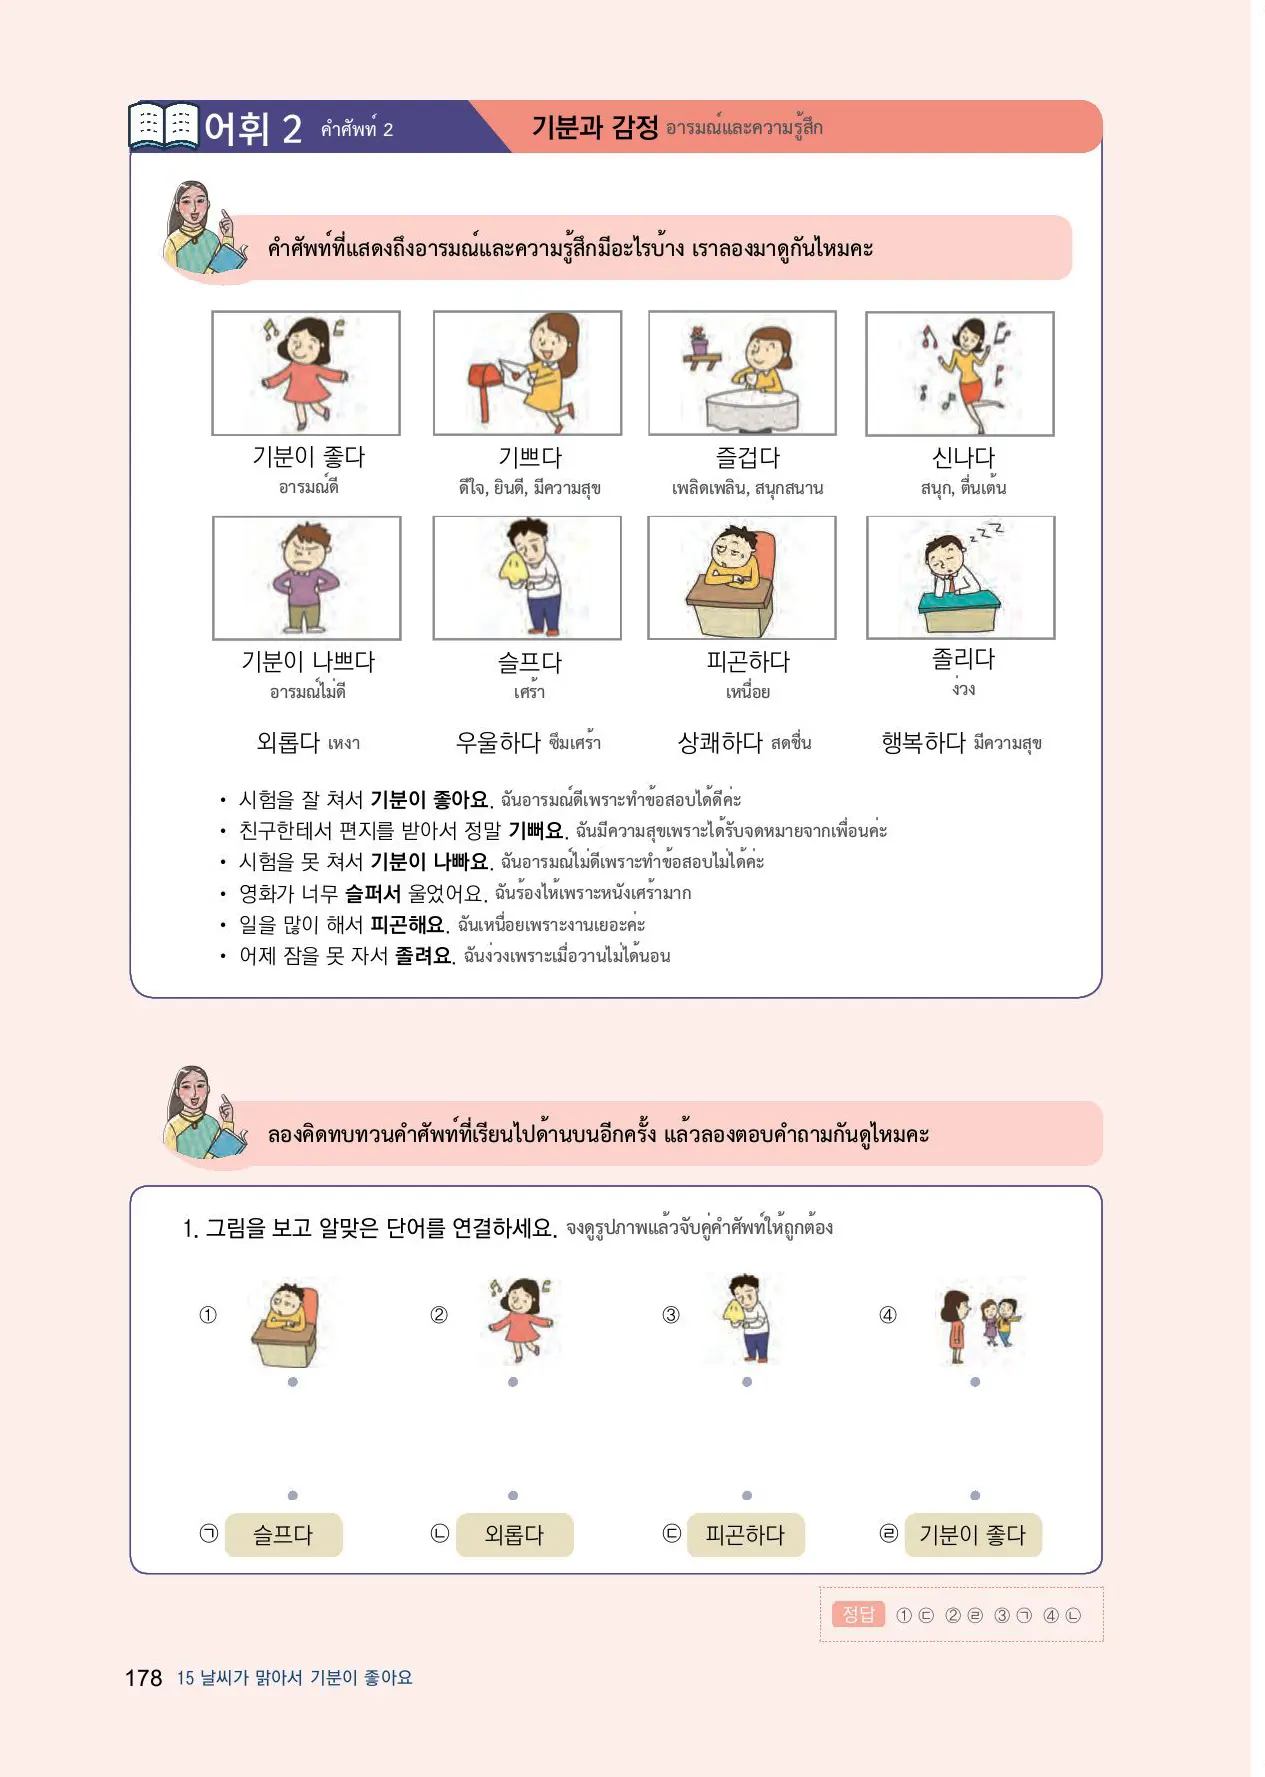 어휘 2 คำศัพท์ 2 기분과 감정 อารมณ์และความรู้สึก
คำศัพท์ที่แสดงถึงอารมณ์และความรู้สึกมีอะไรบ้าง เราลองมาดูกันไหมคะ
기분이 좋다 기쁘다 즐겁다 신나다
อารมณ์ดี ดีใจ, ยินดี, มีความสุข เพลิดเพลิน, สนุกสนาน สนุก, ตื่นเต้น
zzz
기분이 나쁘다 슬프다 피곤하다 졸리다
อารมณ์ไม่ดี เศร้า เหนื่อย ง่วง
외롭다 เหงา 우울하다 ซึมเศร้า 상쾌하다 สดชื่น 행복하다 มีความสุข
• 시험을 잘 쳐서 기분이 좋아요. ฉันอารมณ์ดีเพราะทำข้อสอบได้ดีค่ะ
• 친구한테서 편지를 받아서 정말 기뻐요. ฉันมีความสุขเพราะได้รับจดหมายจากเพื่อนค่ะ
• 시험을 못 쳐서 기분이 나빠요. ฉันอารมณ์ไม่ดีเพราะทำข้อสอบไม่ได้ค่ะ
• 영화가 너무 슬퍼서 울었어요. ฉันร้องไห้เพราะหนังเศร้ามาก
• 일을 많이 해서 피곤해요. ฉันเหนื่อยเพราะงานเยอะค่ะ
• 어제 잠을 못 자서 졸려요. ฉันง่วงเพราะเมื่อวานไม่ได้นอน
ลองคิดทบทวนคำศัพท์ที่เรียนไปด้านบนอีกครั้ง แล้วลองตอบคำถามกันดูไหมคะ
1. 그림을 보고 알맞은 단어를 연결하세요. จงดูรูปภาพแล้วจับคู่คำศัพท์ให้ถูกต้อง
① ② ③ ④
㉠ 슬프다 ㉡ 외롭다 ㉢ 피곤하다 ㉣ 기분이 좋다
정답 ① ㉢ ② ㉣ ③ ㉠ ④ ㉡
178 15 날씨가 맑아서 기분이 좋아요